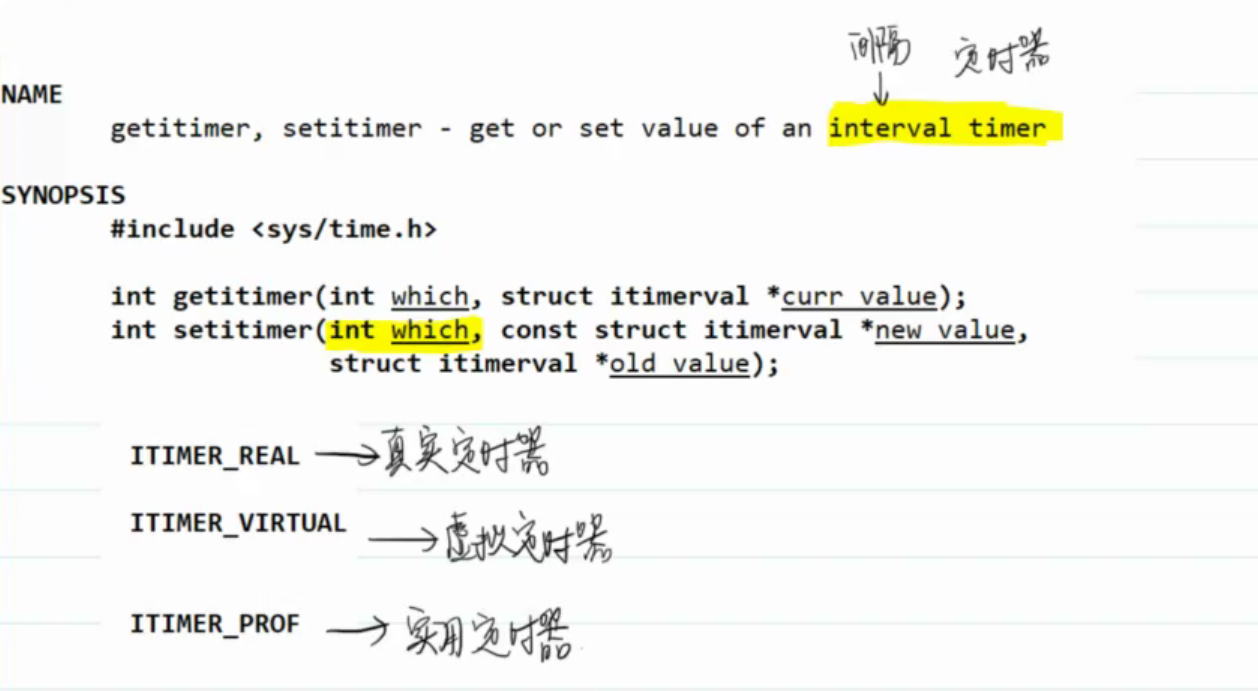 间隔 定时器
NAME
getitimer, setitimer - get or set value of an interval timer
SYNOPSIS
#include <sys/time.h>
int getitimer(int which, struct itimerval *curr_value);
int setitimer(int which, const struct itimerval *new_value,
struct itimerval *old_value);
ITIMER_REAL → 真实定时器
ITIMER_VIRTUAL → 虚拟定时器
ITIMER_PROF → 实用定时器